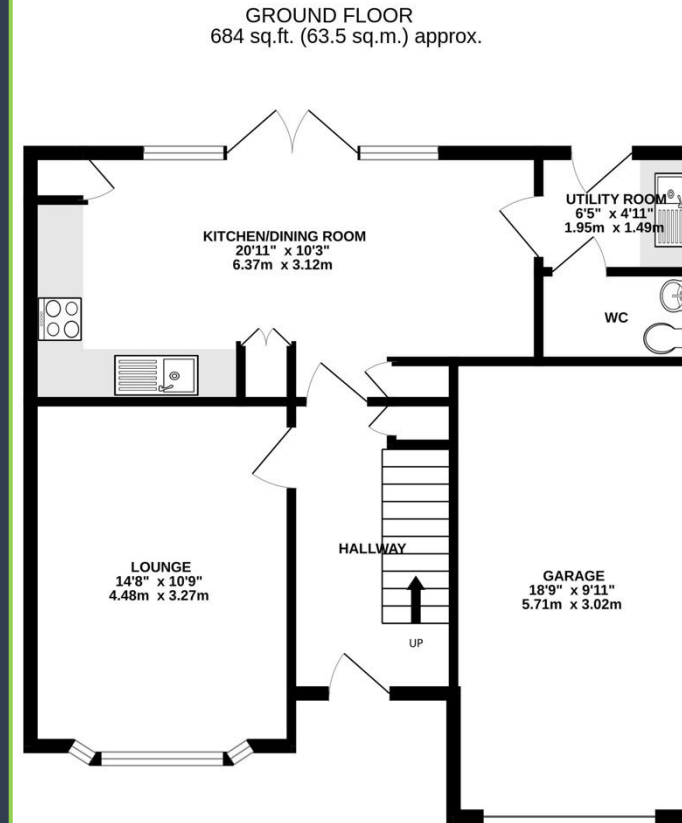 GROUND FLOOR
684 sq.ft. (63.5 sq.m.) approx.
UTILITY ROOM
6'5" x 4'11"
1.95m x 1.49m
KITCHEN/DINING ROOM
20'11" x 10'3"
6.37m x 3.12m
WC
HALLWAY
LOUNGE
14'8" x 10'9"
4.48m x 3.27m
GARAGE
18'9" x 9'11"
5.71m x 3.02m
UP